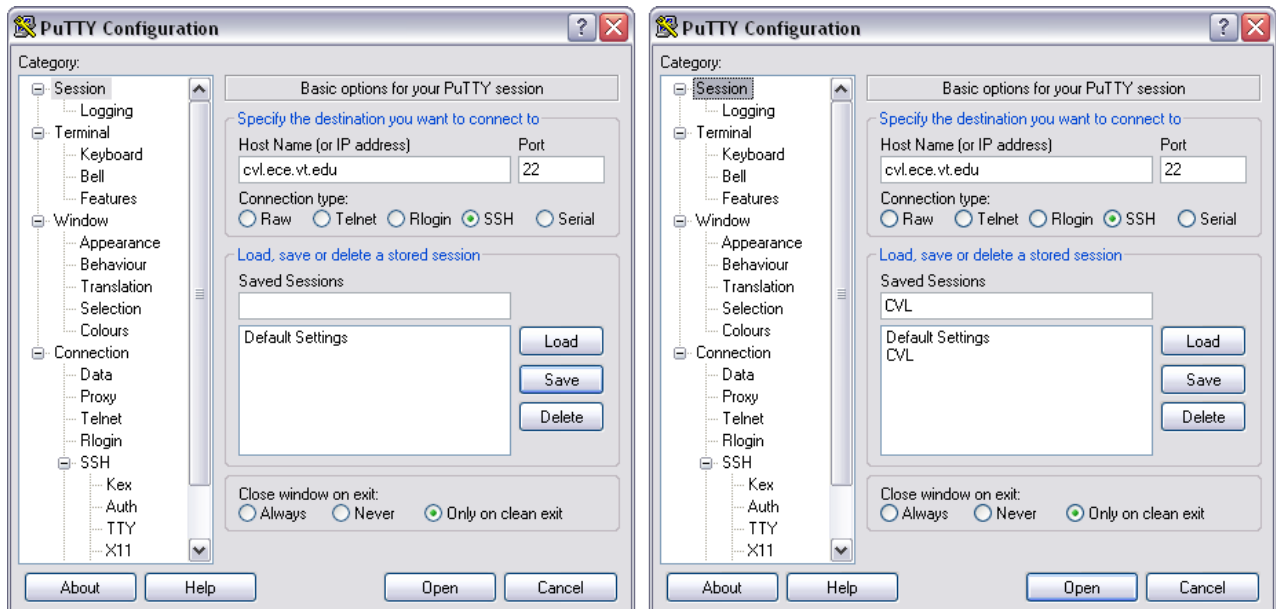 PuTTY Configuration
Category:
Session
Logging
Terminal
Keyboard
Bell
Features
Window
Appearance
Behaviour
Translation
Selection
Colours
Connection
Data
Proxy
Telnet
Rlogin
SSH
Kex
Auth
TTY
X11
Basic options for your PuTTY session
Specify the destination you want to connect to
Host Name (or IP address) Port
cvl.ece.vt.edu 22
Connection type:
Raw Telnet Rlogin SSH Serial
Load, save or delete a stored session
Saved Sessions
Default Settings
Load
Save
Delete
Close window on exit:
Always Never Only on clean exit
About Help Open Cancel
PuTTY Configuration
Category:
Session
Logging
Terminal
Keyboard
Bell
Features
Window
Appearance
Behaviour
Translation
Selection
Colours
Connection
Data
Proxy
Telnet
Rlogin
SSH
Kex
Auth
TTY
X11
Basic options for your PuTTY session
Specify the destination you want to connect to
Host Name (or IP address) Port
cvl.ece.vt.edu 22
Connection type:
Raw Telnet Rlogin SSH Serial
Load, save or delete a stored session
Saved Sessions
CVL
Default Settings
CVL
Load
Save
Delete
Close window on exit:
Always Never Only on clean exit
About Help Open Cancel